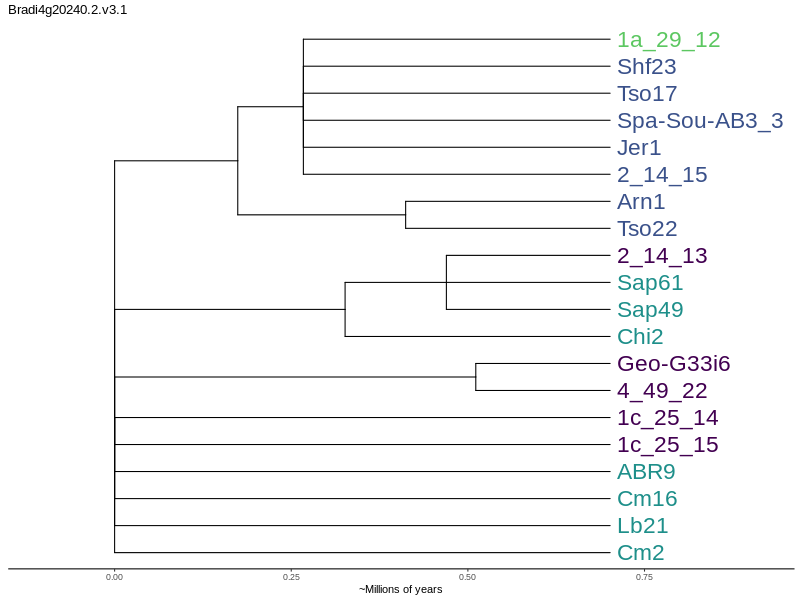 Bradi4g20240.2.v3.1
1a_29_12
Shf23
Tso17
Spa-Sou-AB3_3
Jer1
2_14_15
Arn1
Tso22
2_14_13
Sap61
Sap49
Chi2
Geo-G33i6
4_49_22
1c_25_14
1c_25_15
ABR9
Cm16
Lb21
Cm2
0.00 0.25 0.50 0.75
~Millions of years